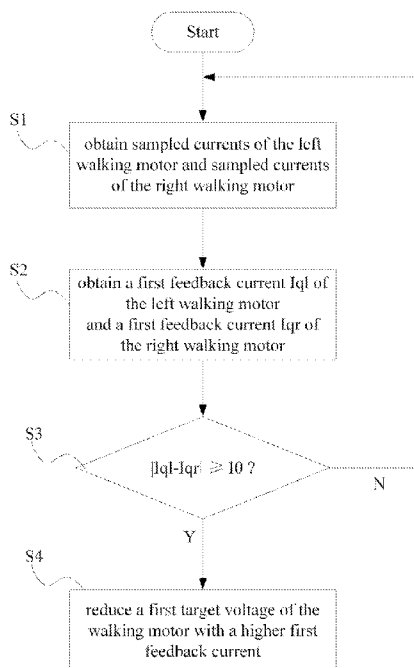 Start
S1
obtain sampled currents of the left
walking motor and sampled currents
of the right walking motor
S2
obtain a first feedback current Iql of
the left walking motor
and a first feedback current Iqr of
the right walking motor
S3
|Iql-Iqr| ≥ 10 ?
N
Y
S4
reduce a first target voltage of the
walking motor with a higher first
feedback current